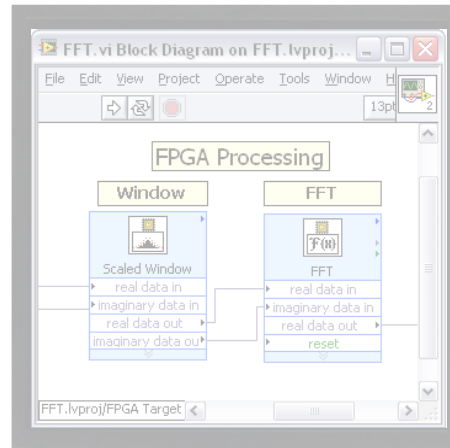 FFT.vi Block Diagram on FFT.lvproj...
File Edit View Project Operate Tools Window H
13pt
2
FPGA Processing
Window FFT
Scaled Window
real data in
imaginary data in
real data out
imaginary data out
F(x)
FFT
real data in
imaginary data in
real data out
reset
FFT.lvproj/FPGA Target